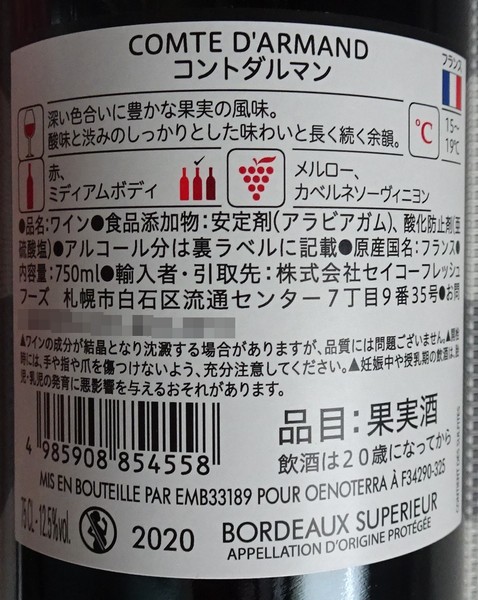 COMTE D'ARMAND
コントダルマン
フランス
深い色合いに豊かな果実の風味。
酸味と渋みのしっかりとした味わいと長く続く余韻。
℃
15~
19℃
赤、
ミディアムボディ
メルロー、
カベルネソーヴィニヨン
●品名:ワイン●食品添加物:安定剤(アラビアガム)、酸化防止剤(亜
硫酸塩)●アルコール分は裏ラベルに記載●原産国名:フランス●
内容量:750ml●輸入者・引取先:株式会社セイコーフレッシュ
フーズ 札幌市白石区流通センター7丁目9番35号●お問
▲ワインの成分が結晶となり沈澱する場合がありますが、品質には問題ございません。▲開栓
時には、手や指や爪を傷つけないよう、充分注意してください。▲妊娠中や授乳期の飲酒は、胎
児・乳児の発育に悪影響を与えるおそれがあります。
4 985908 854558
品目:果実酒
飲酒は20歳になってから
MIS EN BOUTEILLE PAR EMB33189 POUR OENOTERRA À F34290-325
75 CL - 12.5% vol.
2020
BORDEAUX SUPERIEUR
APPELLATION D'ORIGINE PROTÉGÉE